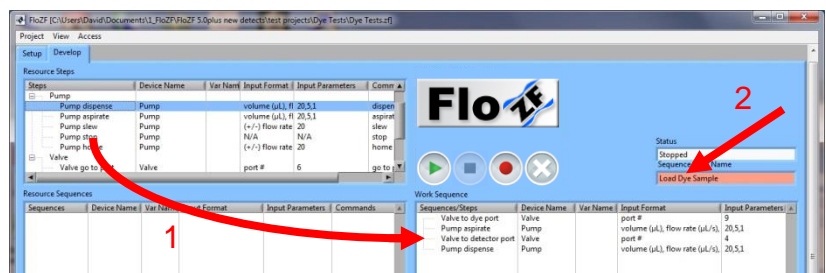 FloZF [C:\Users\David\Documents\1_FloZF\FloZF 5.0plus new detects\test projects\Dye Tests\Dye Tests.zf]
Project View Access
Setup Develop
Resource Steps
Steps Device Name Var Nam Input Format Input Parameters Comm
Pump
Pump dispense Pump volume (µL), fl 20,5,1 dispen
Pump aspirate Pump volume (µL), fl 20,5,1 aspirat
Pump slew Pump (+/-) flow rate 20 slew
Pump stop Pump N/A N/A stop
Pump home Pump (+/-) flow rate 20 home
Valve
Valve go to port Valve port # 6 go to
Flo ZF
2
Status
Stopped
Sequence Name
Load Dye Sample
Resource Sequences
Sequences Device Name Var Name Input Format Input Parameters Commands
1
Work Sequence
Sequences/Steps Device Name Var Name Input Format Input Parameters
Valve to dye port Valve port # 9
Pump aspirate Pump volume (µL), flow rate (µL/s), 20,5,1
Valve to detector port Valve port # 4
Pump dispense Pump volume (µL), flow rate (µL/s), 20,5,1